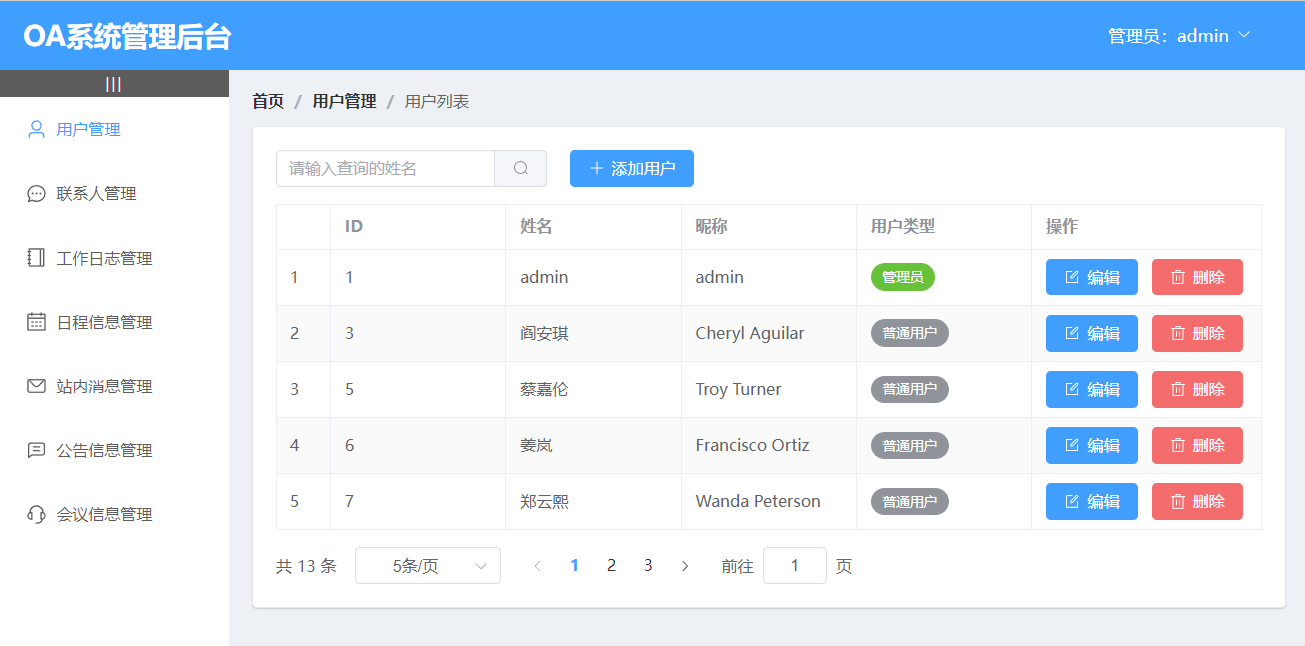 OA系统管理后台
管理员：admin
|||
用户管理
联系人管理
工作日志管理
日程信息管理
站内消息管理
公告信息管理
会议信息管理
首页 / 用户管理 / 用户列表
请输入查询的姓名 添加用户
ID 姓名 昵称 用户类型 操作
1 1 admin admin 管理员 编辑 删除
2 3 阎安琪 Cheryl Aguilar 普通用户 编辑 删除
3 5 蔡嘉伦 Troy Turner 普通用户 编辑 删除
4 6 姜岚 Francisco Ortiz 普通用户 编辑 删除
5 7 郑云熙 Wanda Peterson 普通用户 编辑 删除
共 13 条 5条/页 1 2 3 前往 1 页